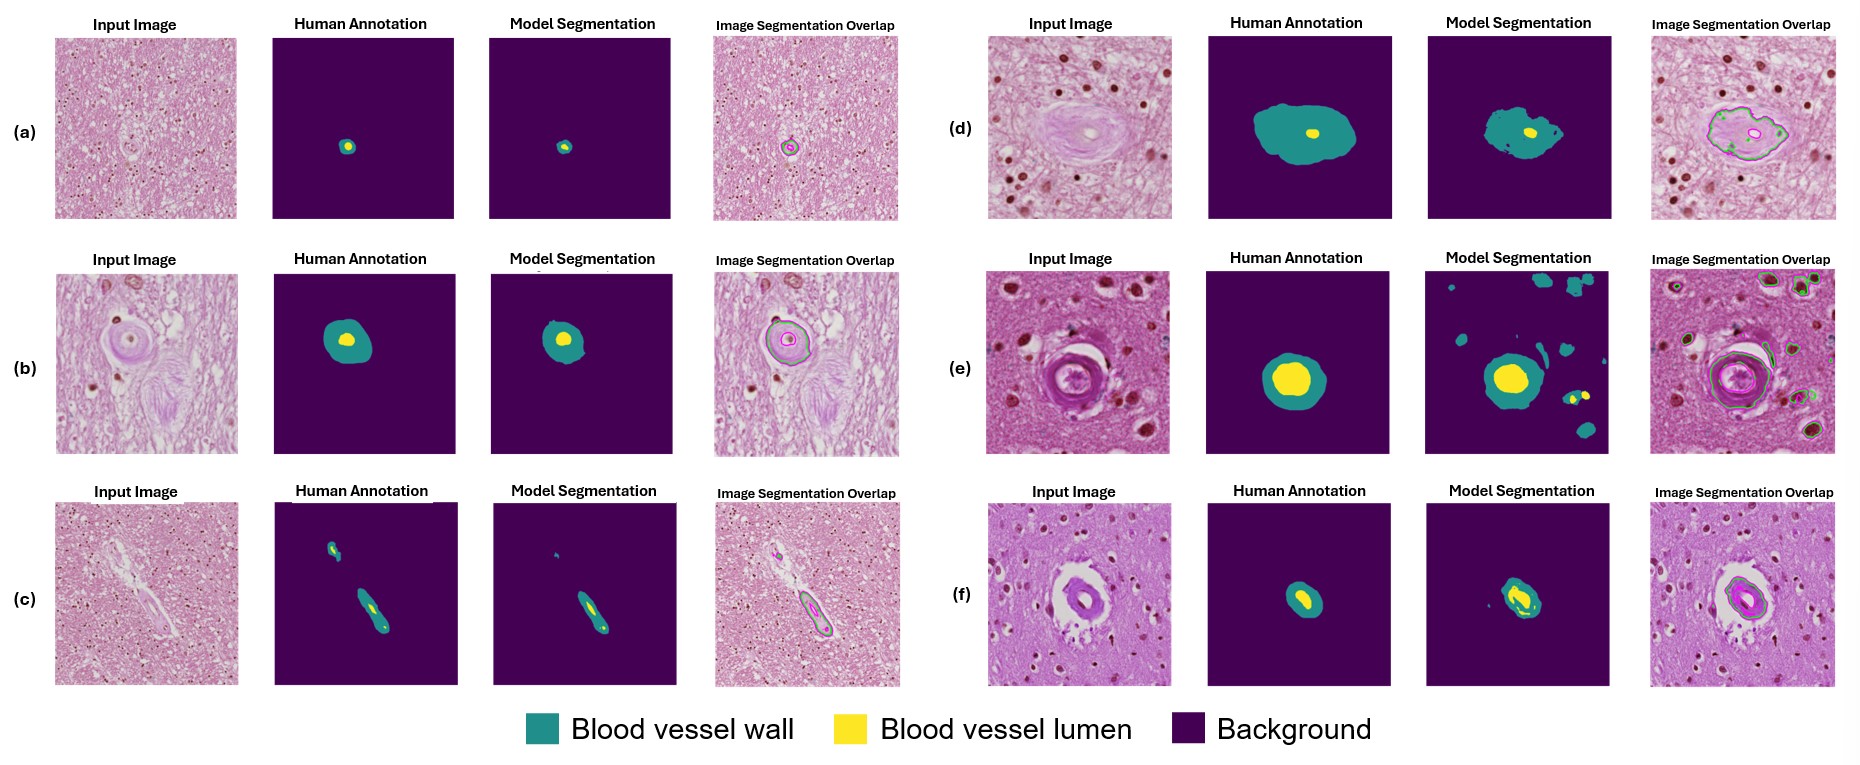 Input Image Human Annotation Model Segmentation Image Segmentation Overlap
(a)
Input Image Human Annotation Model Segmentation Image Segmentation Overlap
(b)
Input Image Human Annotation Model Segmentation Image Segmentation Overlap
(c)
Input Image Human Annotation Model Segmentation Image Segmentation Overlap
(d)
Input Image Human Annotation Model Segmentation Image Segmentation Overlap
(e)
Input Image Human Annotation Model Segmentation Image Segmentation Overlap
(f)
Blood vessel wall Blood vessel lumen Background